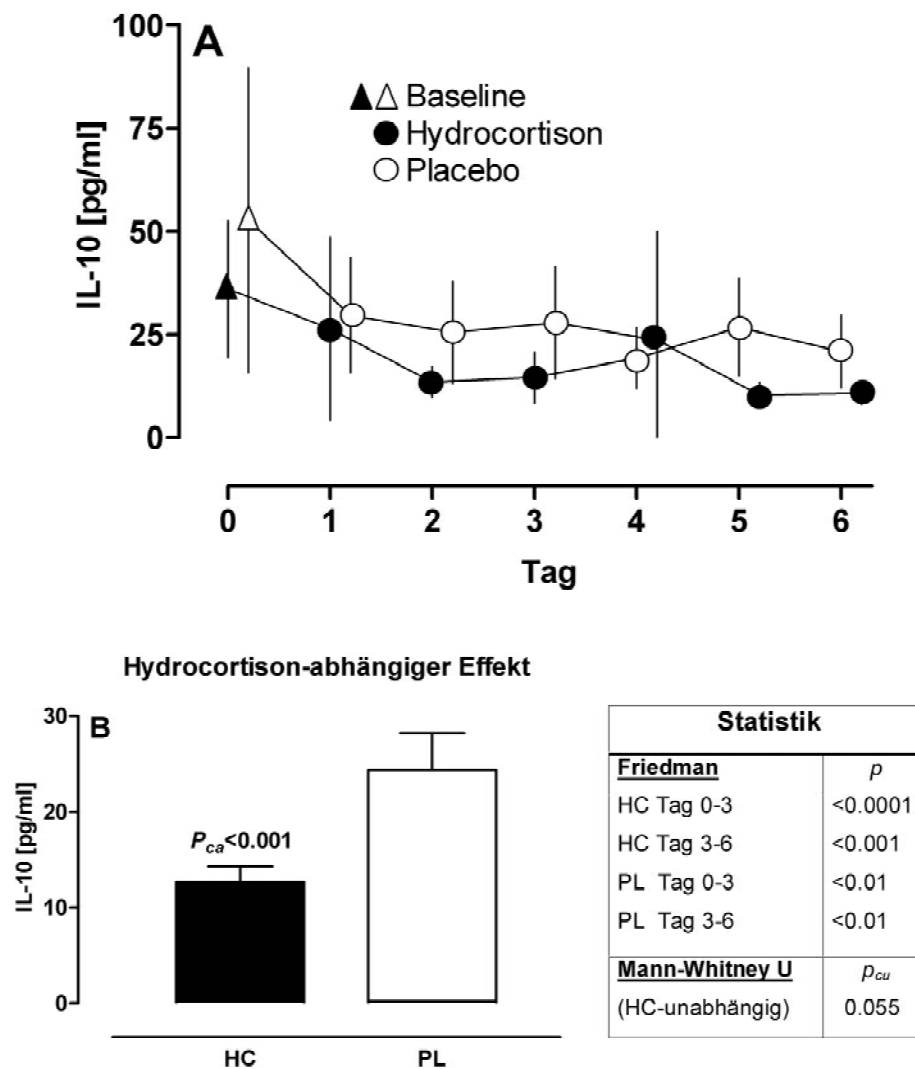 100
A
▲△ Baseline
75
● Hydrocortison
○ Placebo
IL-10 [pg/ml]
50
25
0
0 1 2 3 4 5 6
Tag
Hydrocortison-abhängiger Effekt
30
B
20
IL-10 [pg/ml]
P_ca<0.001
10
0
HC PL
Statistik
Friedman p
HC Tag 0-3 <0.0001
HC Tag 3-6 <0.001
PL Tag 0-3 <0.01
PL Tag 3-6 <0.01
Mann-Whitney U p_cu
(HC-unabhängig) 0.055